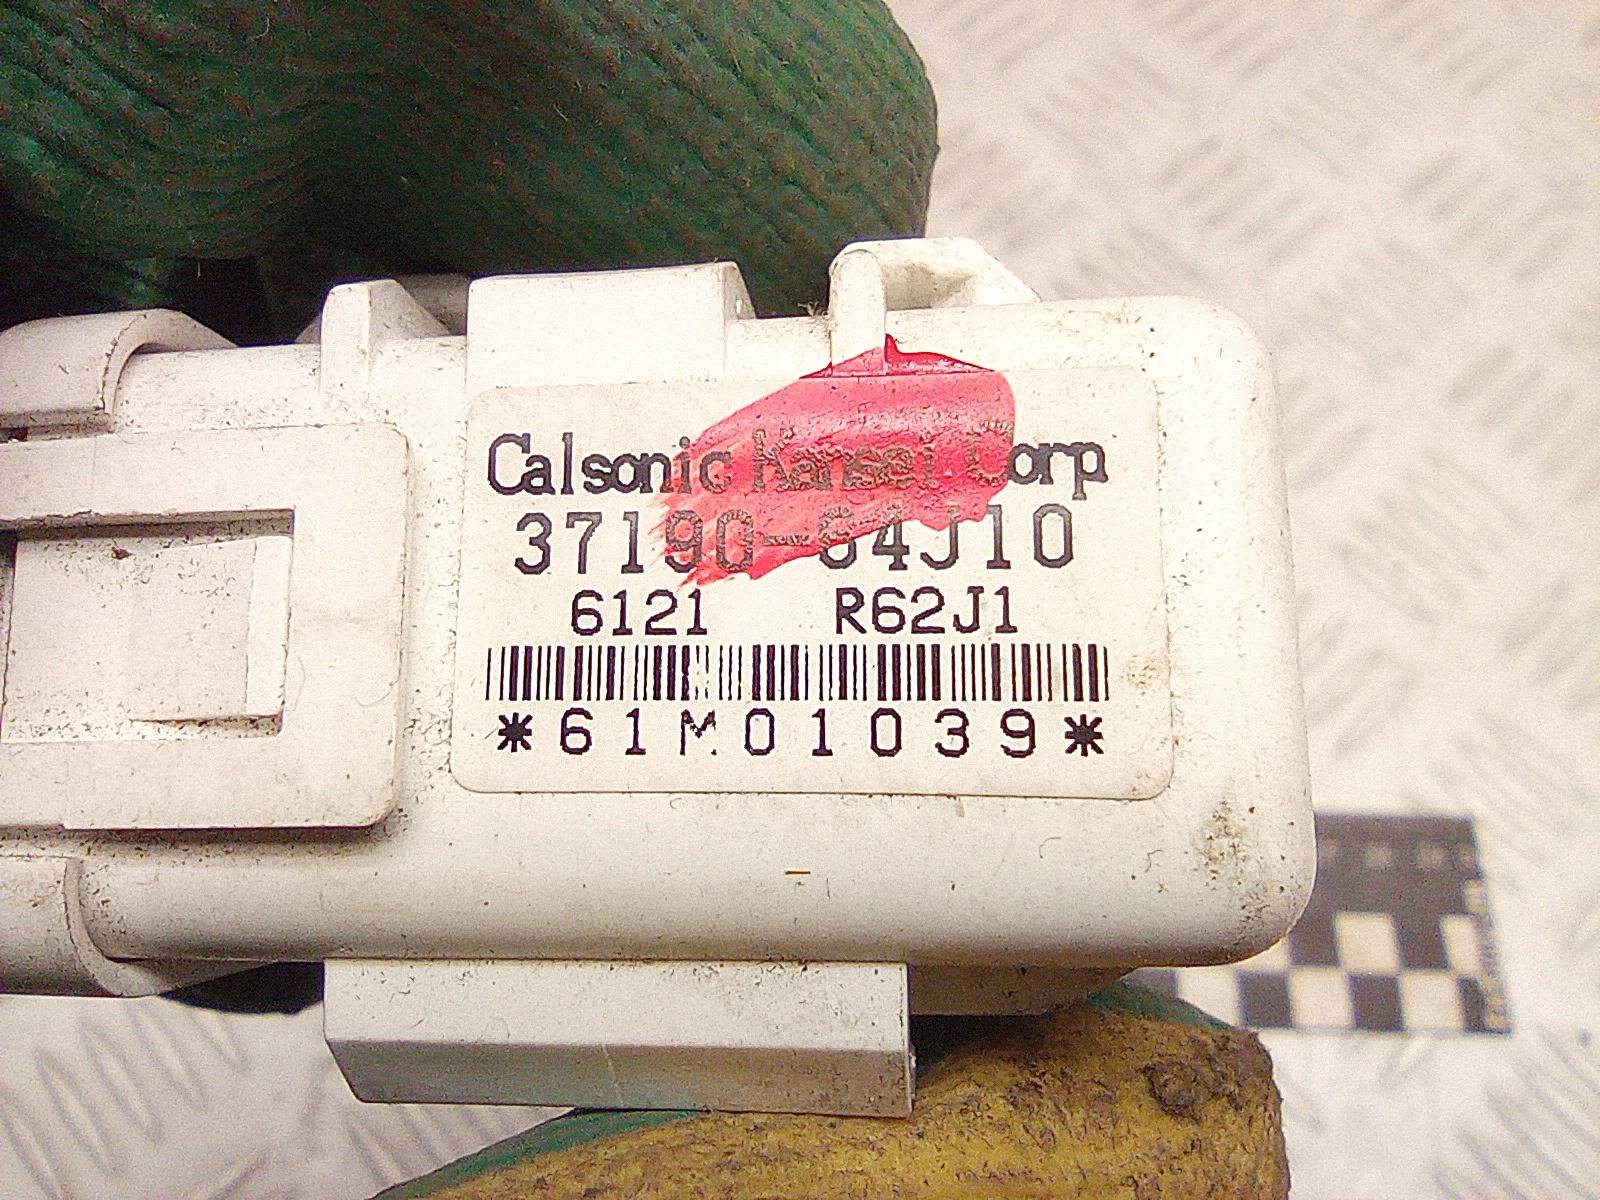 Calsonic Kansei Corp.
37190-64J10
6121 R62J1
*61M01039*